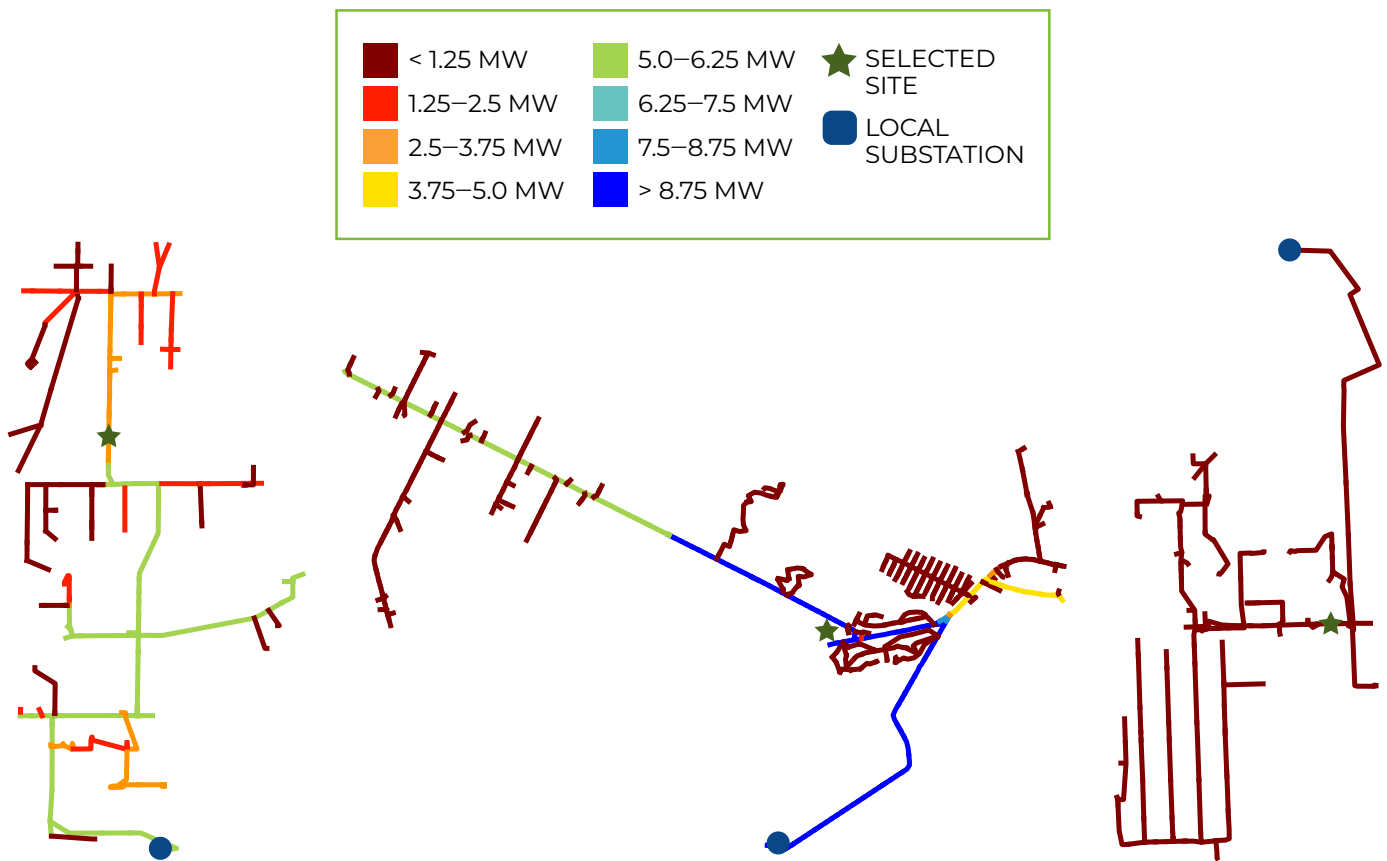 < 1.25 MW
1.25–2.5 MW
2.5–3.75 MW
3.75–5.0 MW
5.0–6.25 MW
6.25–7.5 MW
7.5–8.75 MW
> 8.75 MW
SELECTED
SITE
LOCAL
SUBSTATION